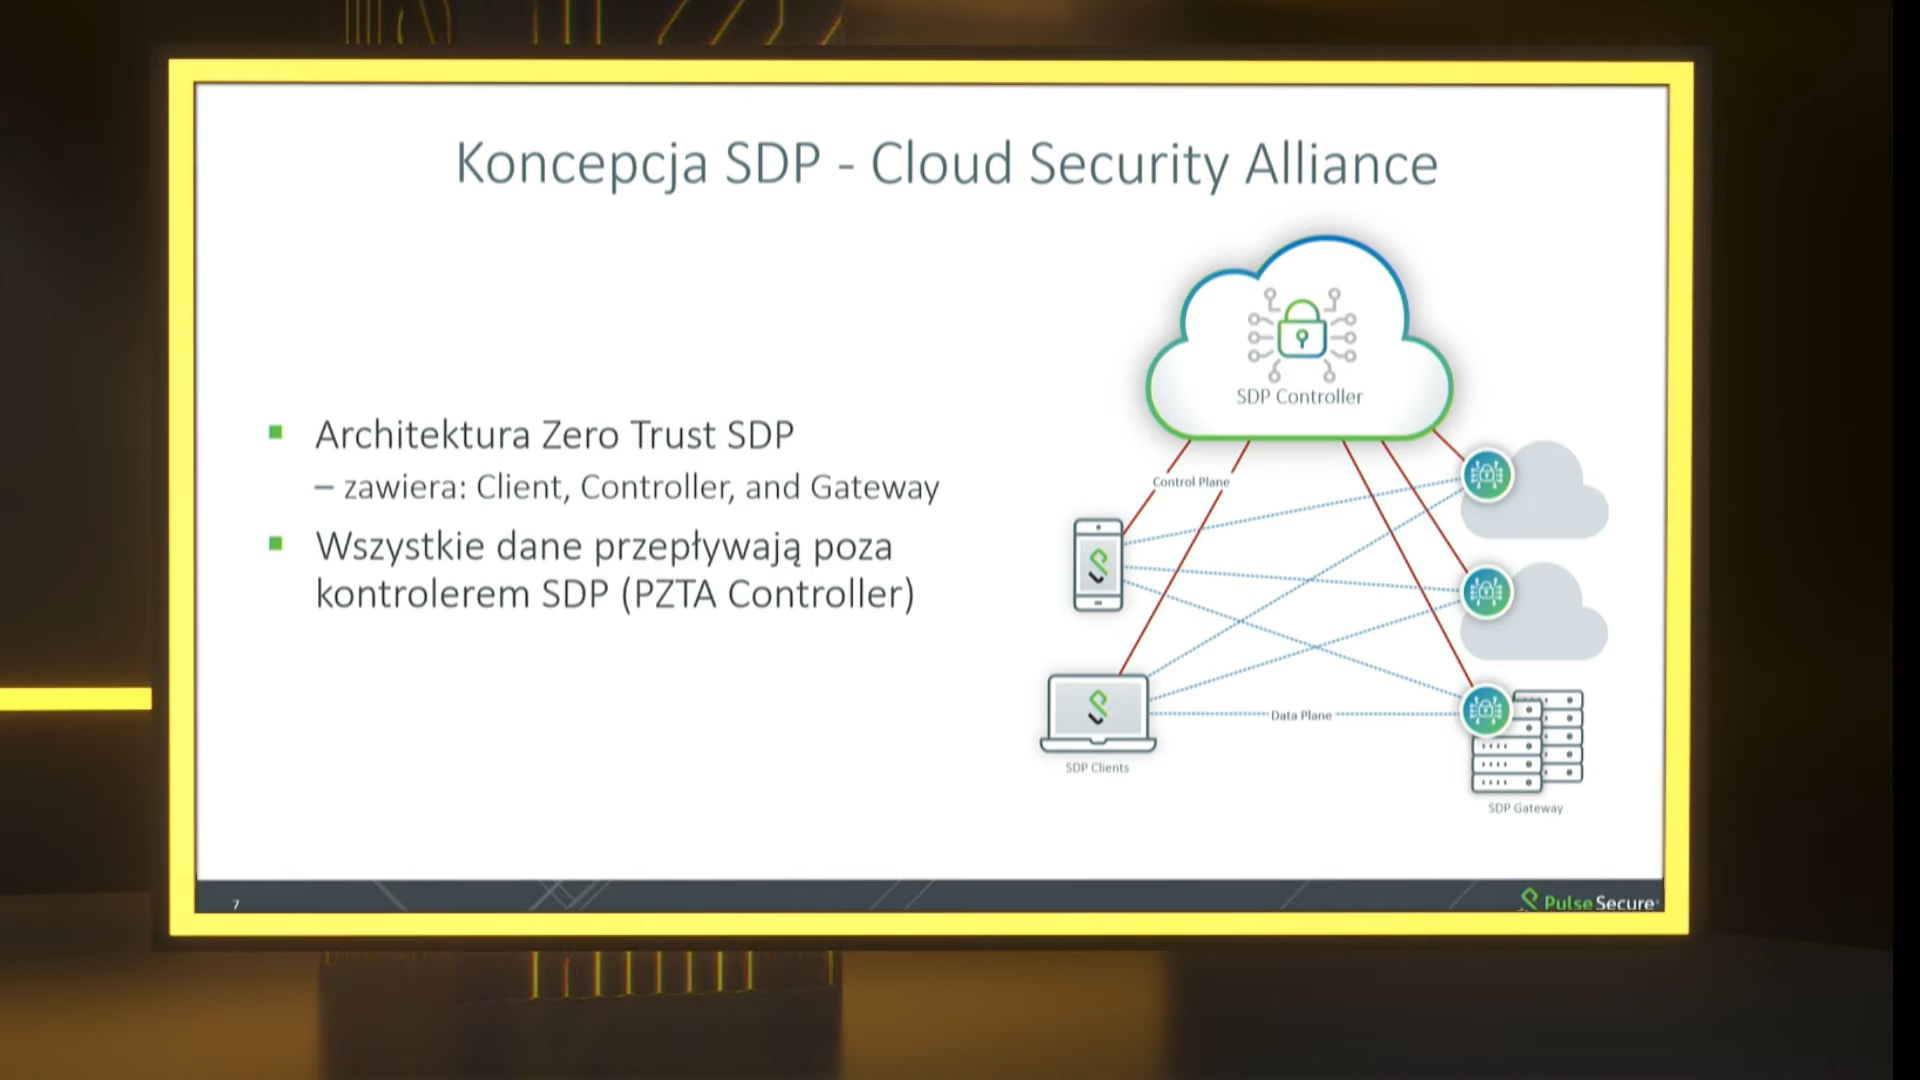 Koncepcja SDP - Cloud Security Alliance
Architektura Zero Trust SDP
– zawiera: Client, Controller, and Gateway
Wszystkie dane przepływają poza
kontrolerem SDP (PZTA Controller)
SDP Controller
Control Plane
Data Plane
SDP Clients
SDP Gateway
7
Pulse Secure